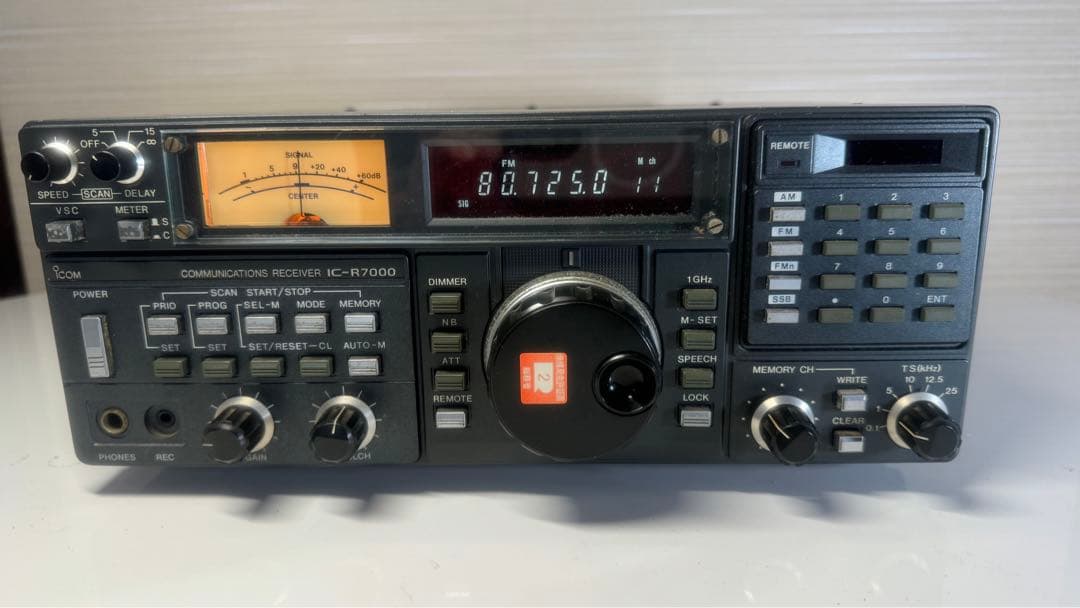 5 15
OFF ∞
SPEED SCAN DELAY
VSC METER
S
C
SIGNAL
1 5 9 +20 +40 +60dB
CENTER
FM M ch
80.725.0 11
SIG
REMOTE
AM 1 2 3
FM 4 5 6
FMn 7 8 9
SSB • 0 ENT
ICOM COMMUNICATIONS RECEIVER IC-R7000
POWER
SCAN START/STOP
PRIO PROG SEL-M MODE MEMORY
SET SET SET/RESET CL AUTO-M
PHONES REC
DIMMER
NB
ATT
REMOTE
2
1GHz
M-SET
SPEECH
LOCK
MEMORY CH
WRITE
CLEAR
TS(kHz)
10 12.5
5 25
1
0.1